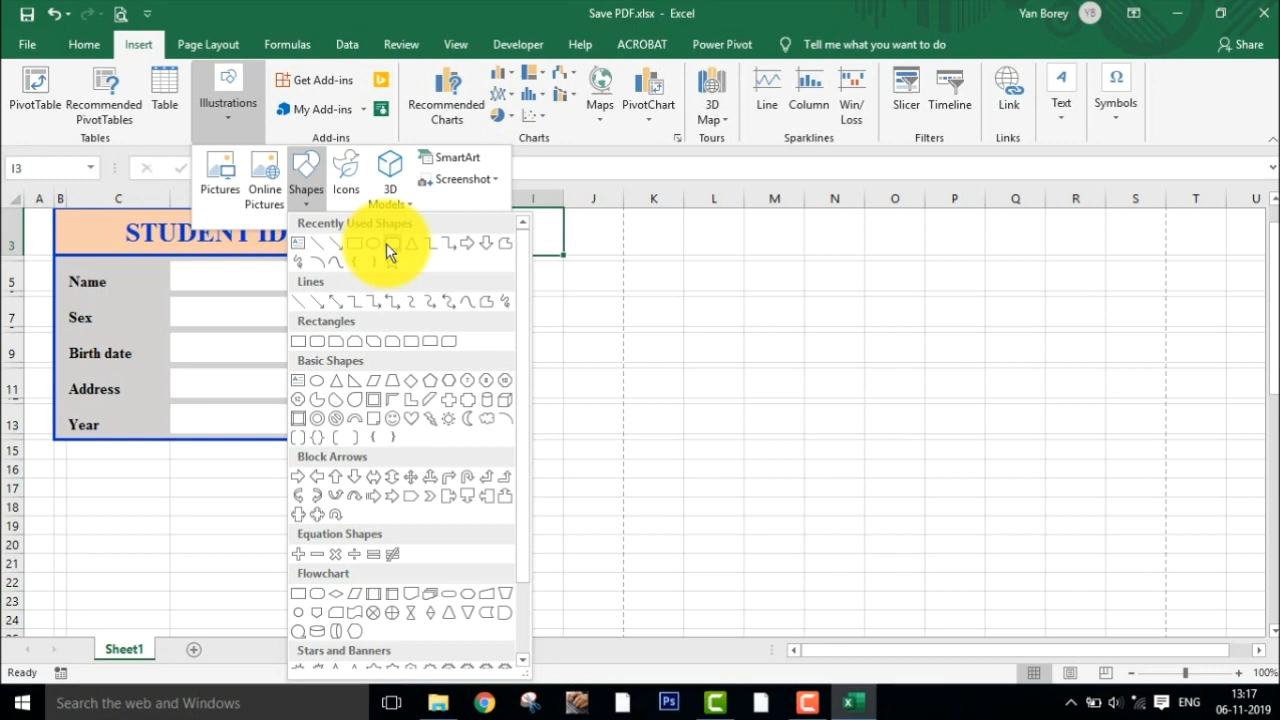 Save PDF.xlsx - Excel
Yan Borey
YB
File Home Insert Page Layout Formulas Data Review View Developer Help ACROBAT Power Pivot Tell me what you want to do Share
PivotTable
Recommended
PivotTables
Table
Tables
Illustrations
Get Add-ins
My Add-ins
Add-ins
Recommended
Charts
Maps
PivotChart
Charts
3D
Map
Tours
Line
Column
Win/
Loss
Sparklines
Slicer
Timeline
Filters
Link
Links
Text
Symbols
I3
Pictures
Online
Pictures
Shapes
Icons
3D
Models
SmartArt
Screenshot
A B C I J K L M N O P Q R S T U
Recently Used Shapes
Lines
Rectangles
Basic Shapes
Block Arrows
Equation Shapes
Flowchart
Stars and Banners
3
STUDENT ID
5
Name
7
Sex
9
Birth date
11
Address
13
Year
15
16
17
18
19
20
21
22
23
24
Sheet1
Ready
100%
Search the web and Windows
ENG
13:17
06-11-2019